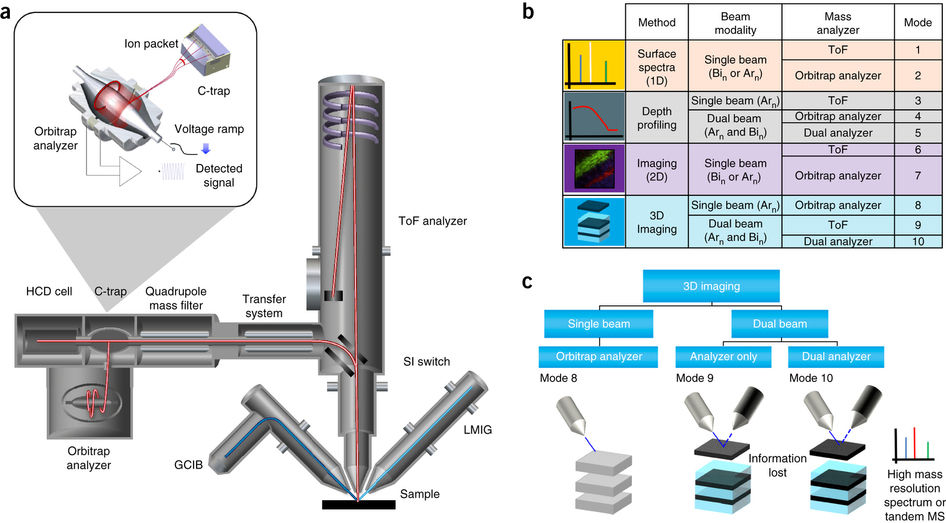 a
Ion packet
C-trap
Orbitrap
analyzer
Voltage ramp
Detected
signal
ToF analyzer
HCD cell
C-trap
Quadrupole
mass filter
Transfer
system
SI switch
LMIG
GCIB
Orbitrap
analyzer
Sample
b
Method
Beam
modality
Mass
analyzer
Mode
Surface
spectra
(1D)
Single beam
(Bin or Arn)
ToF
1
Orbitrap analyzer
2
Depth
profiling
Single beam (Arn)
ToF
3
Dual beam
(Arn and Bin)
Orbitrap analyzer
4
Dual analyzer
5
Imaging
(2D)
Single beam
(Bin or Arn)
ToF
6
Orbitrap analyzer
7
3D
Imaging
Single beam (Arn)
Orbitrap analyzer
8
Dual beam
(Arn and Bin)
ToF
9
Dual analyzer
10
c
3D imaging
Single beam
Dual beam
Orbitrap analyzer
Analyzer only
Dual analyzer
Mode 8
Mode 9
Mode 10
Information
lost
High mass
resolution
spectrum or
tandem MS